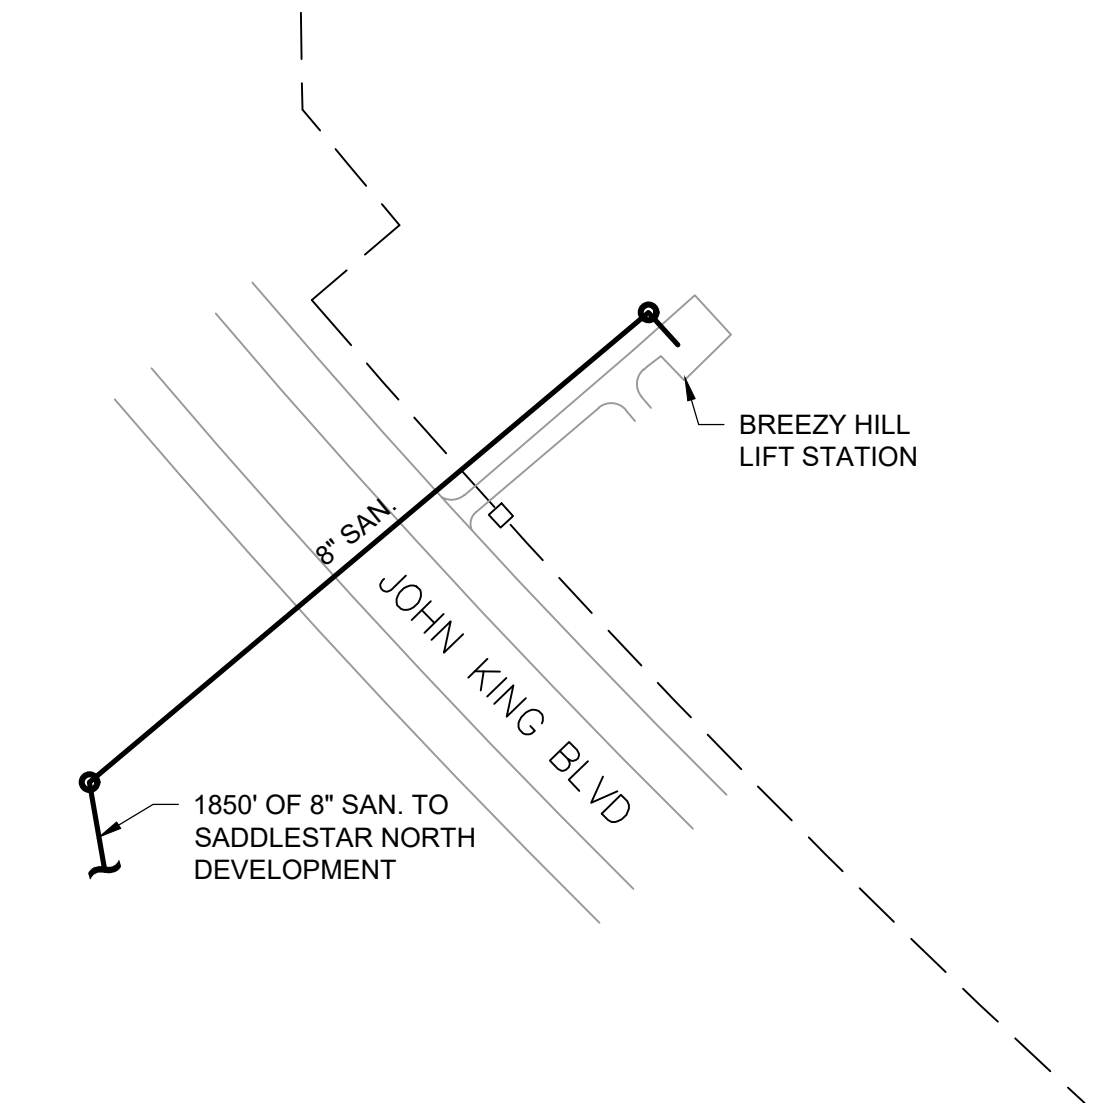 BREEZY HILL
LIFT STATION
8" SAN.
JOHN KING BLVD
1850' OF 8" SAN. TO
SADDLESTAR NORTH
DEVELOPMENT